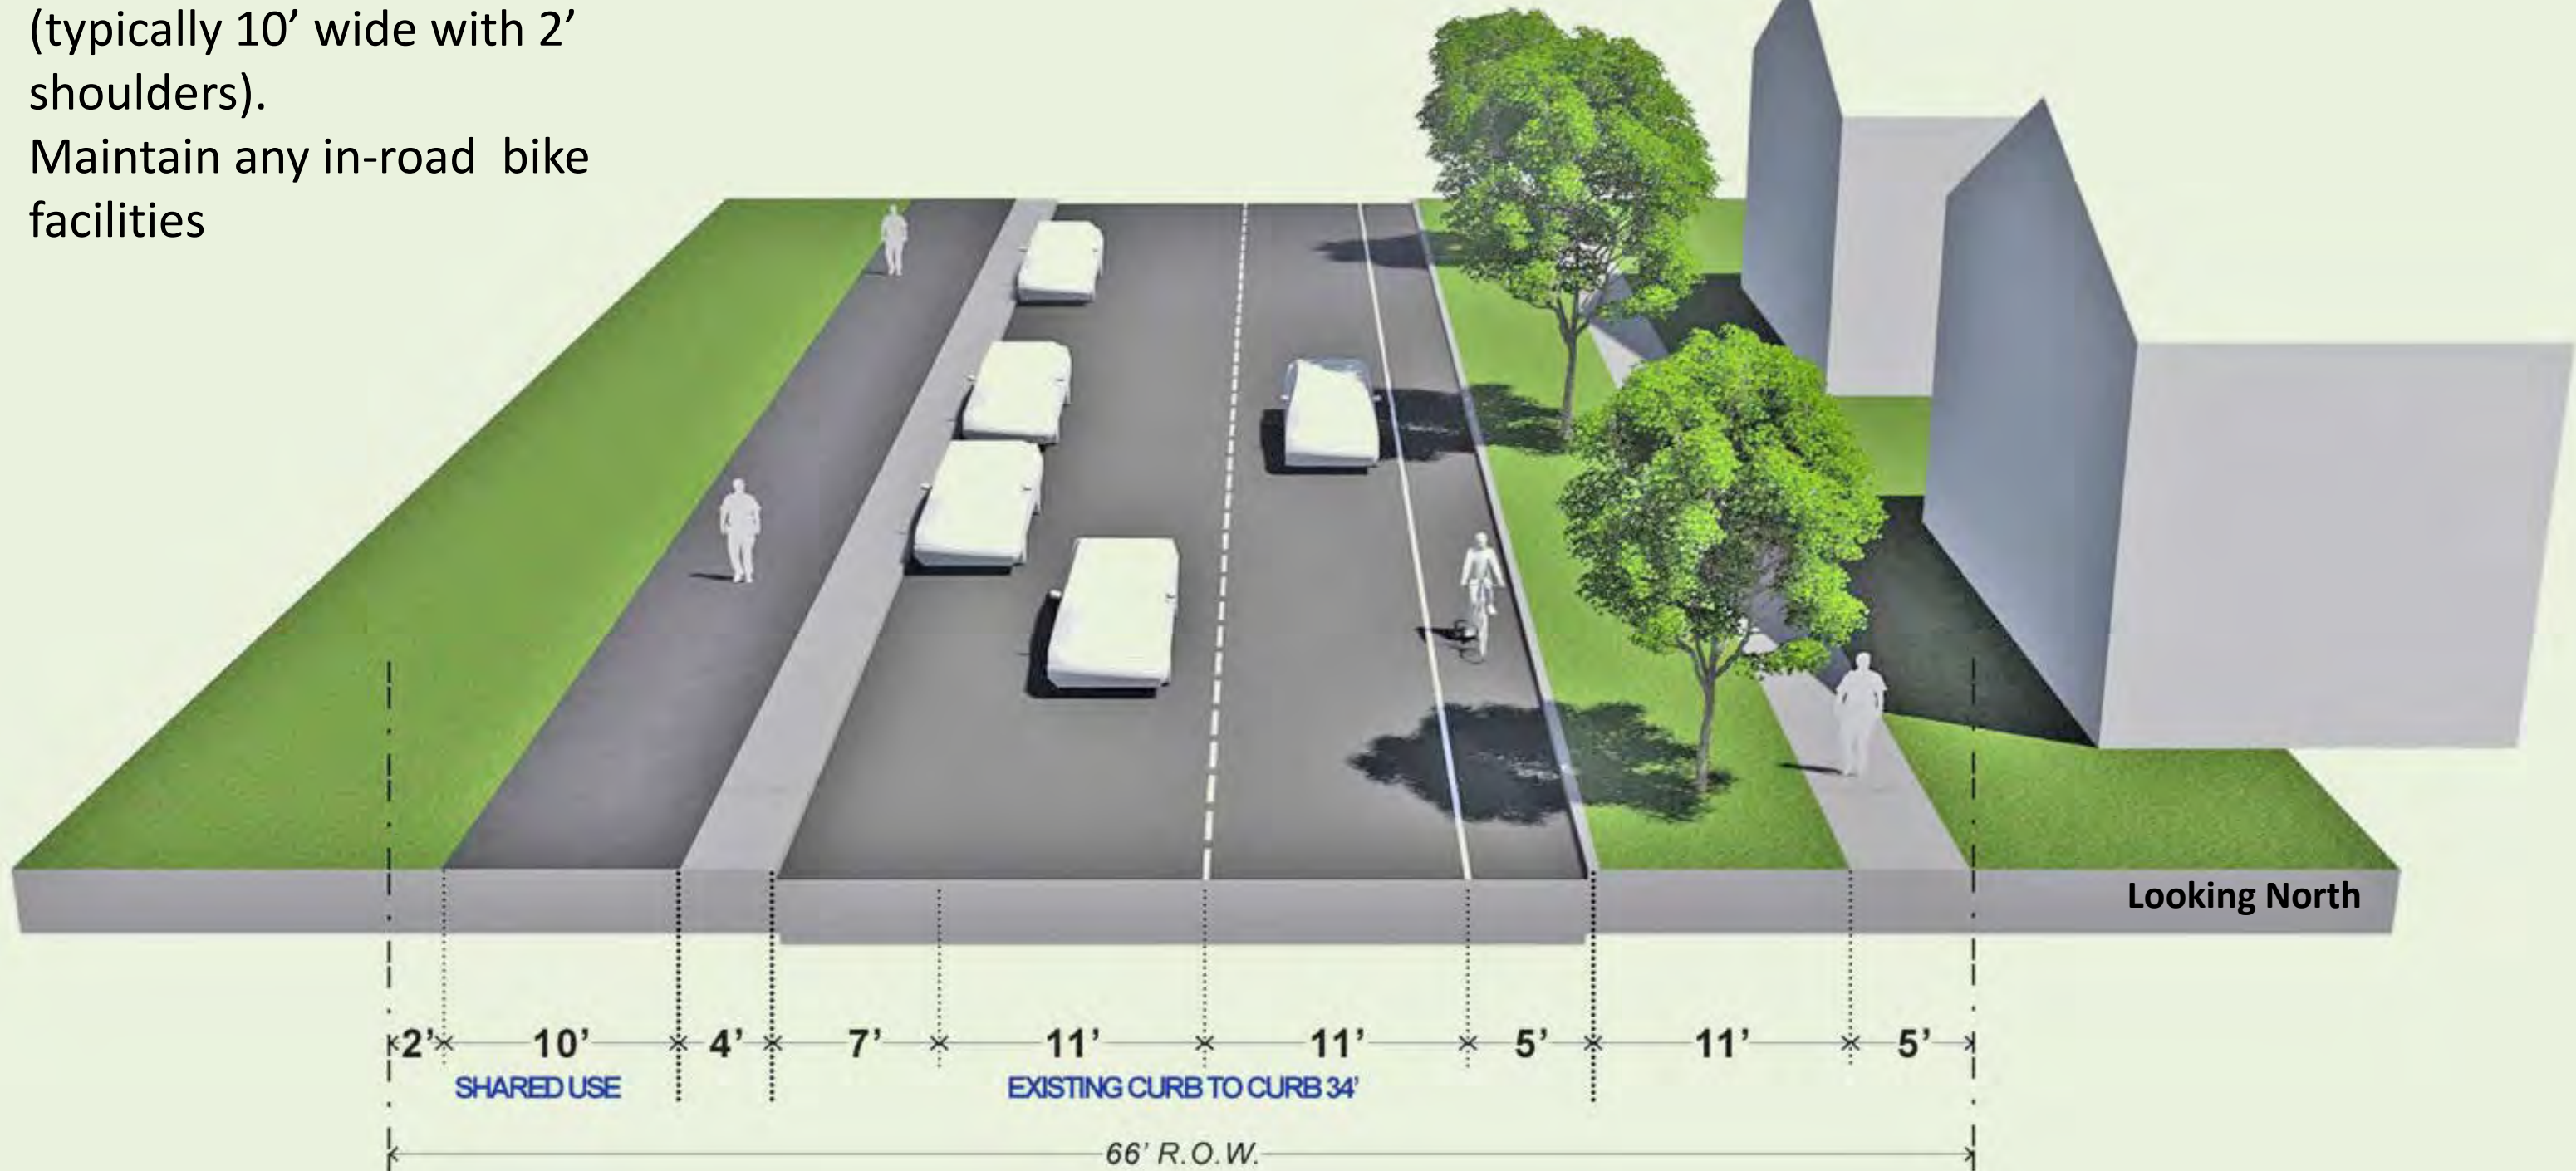 (typically 10’ wide with 2’
shoulders).
Maintain any in-road  bike
facilities
Looking North
2’ 10’ 4’ 7’ 11’ 11’ 5’ 11’ 5’
SHARED USE EXISTING CURB TO CURB 34’
66’ R.O.W.